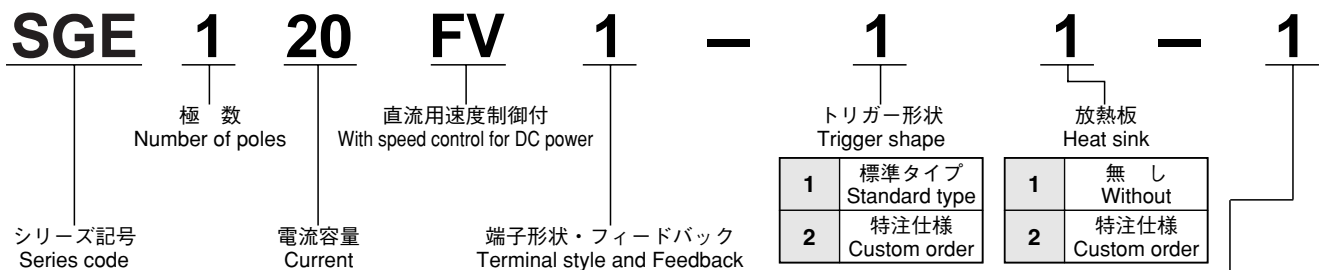 SGE 1 20 FV 1 － 1 1 － 1
極　数
Number of poles
直流用速度制御付
With speed control for DC power
トリガー形状
Trigger shape
1 標準タイプ
Standard type
2 特注仕様
Custom order
放熱板
Heat sink
1 無　し
Without
2 特注仕様
Custom order
シリーズ記号
Series code
電流容量
Current
端子形状・フィードバック
Terminal style and Feedback